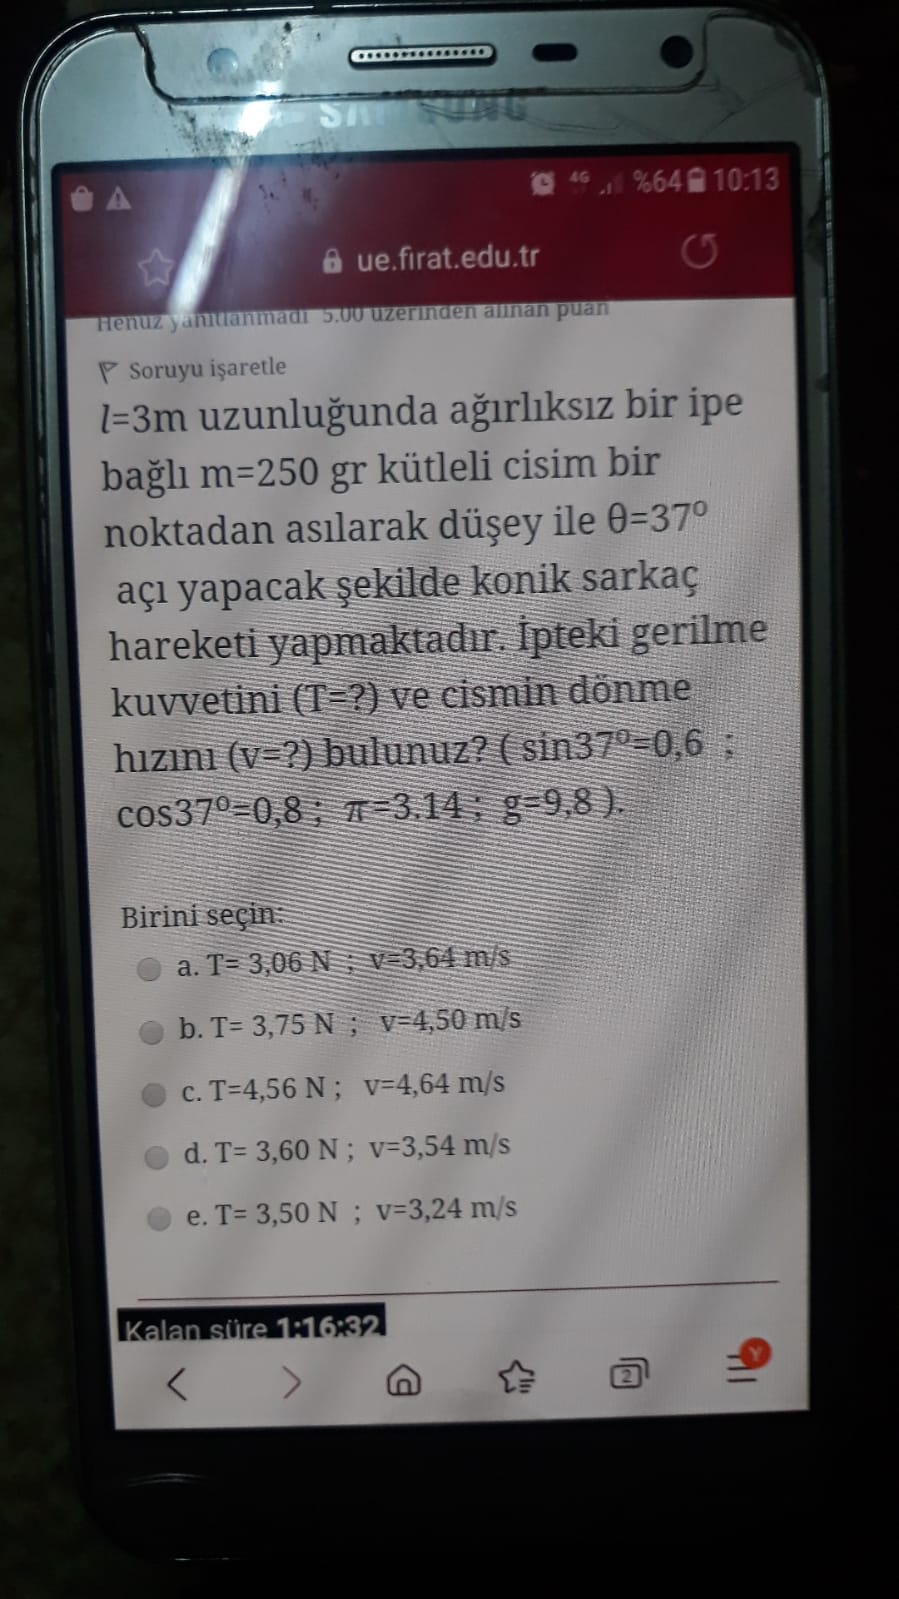 SAMSUNG
4G %64 10:13
ue.firat.edu.tr
Henüz yanıtlanmadı 5.00 üzerinden alınan puan
Soruyu işaretle
l=3m uzunluğunda ağırlıksız bir ipe
bağlı m=250 gr kütleli cisim bir
noktadan asılarak düşey ile θ=37º
açı yapacak şekilde konik sarkaç
hareketi yapmaktadır. İpteki gerilme
kuvvetini (T=?) ve cismin dönme
hızını (v=?) bulunuz? ( sin37º=0,6 ;
cos37º=0,8 ; π=3.14 ; g=9,8 ).
Birini seçin:
a. T= 3,06 N ; v=3,64 m/s
b. T= 3,75 N ; v=4,50 m/s
c. T=4,56 N ; v=4,64 m/s
d. T= 3,60 N ; v=3,54 m/s
e. T= 3,50 N ; v=3,24 m/s
Kalan süre 1:16:32
2
Y